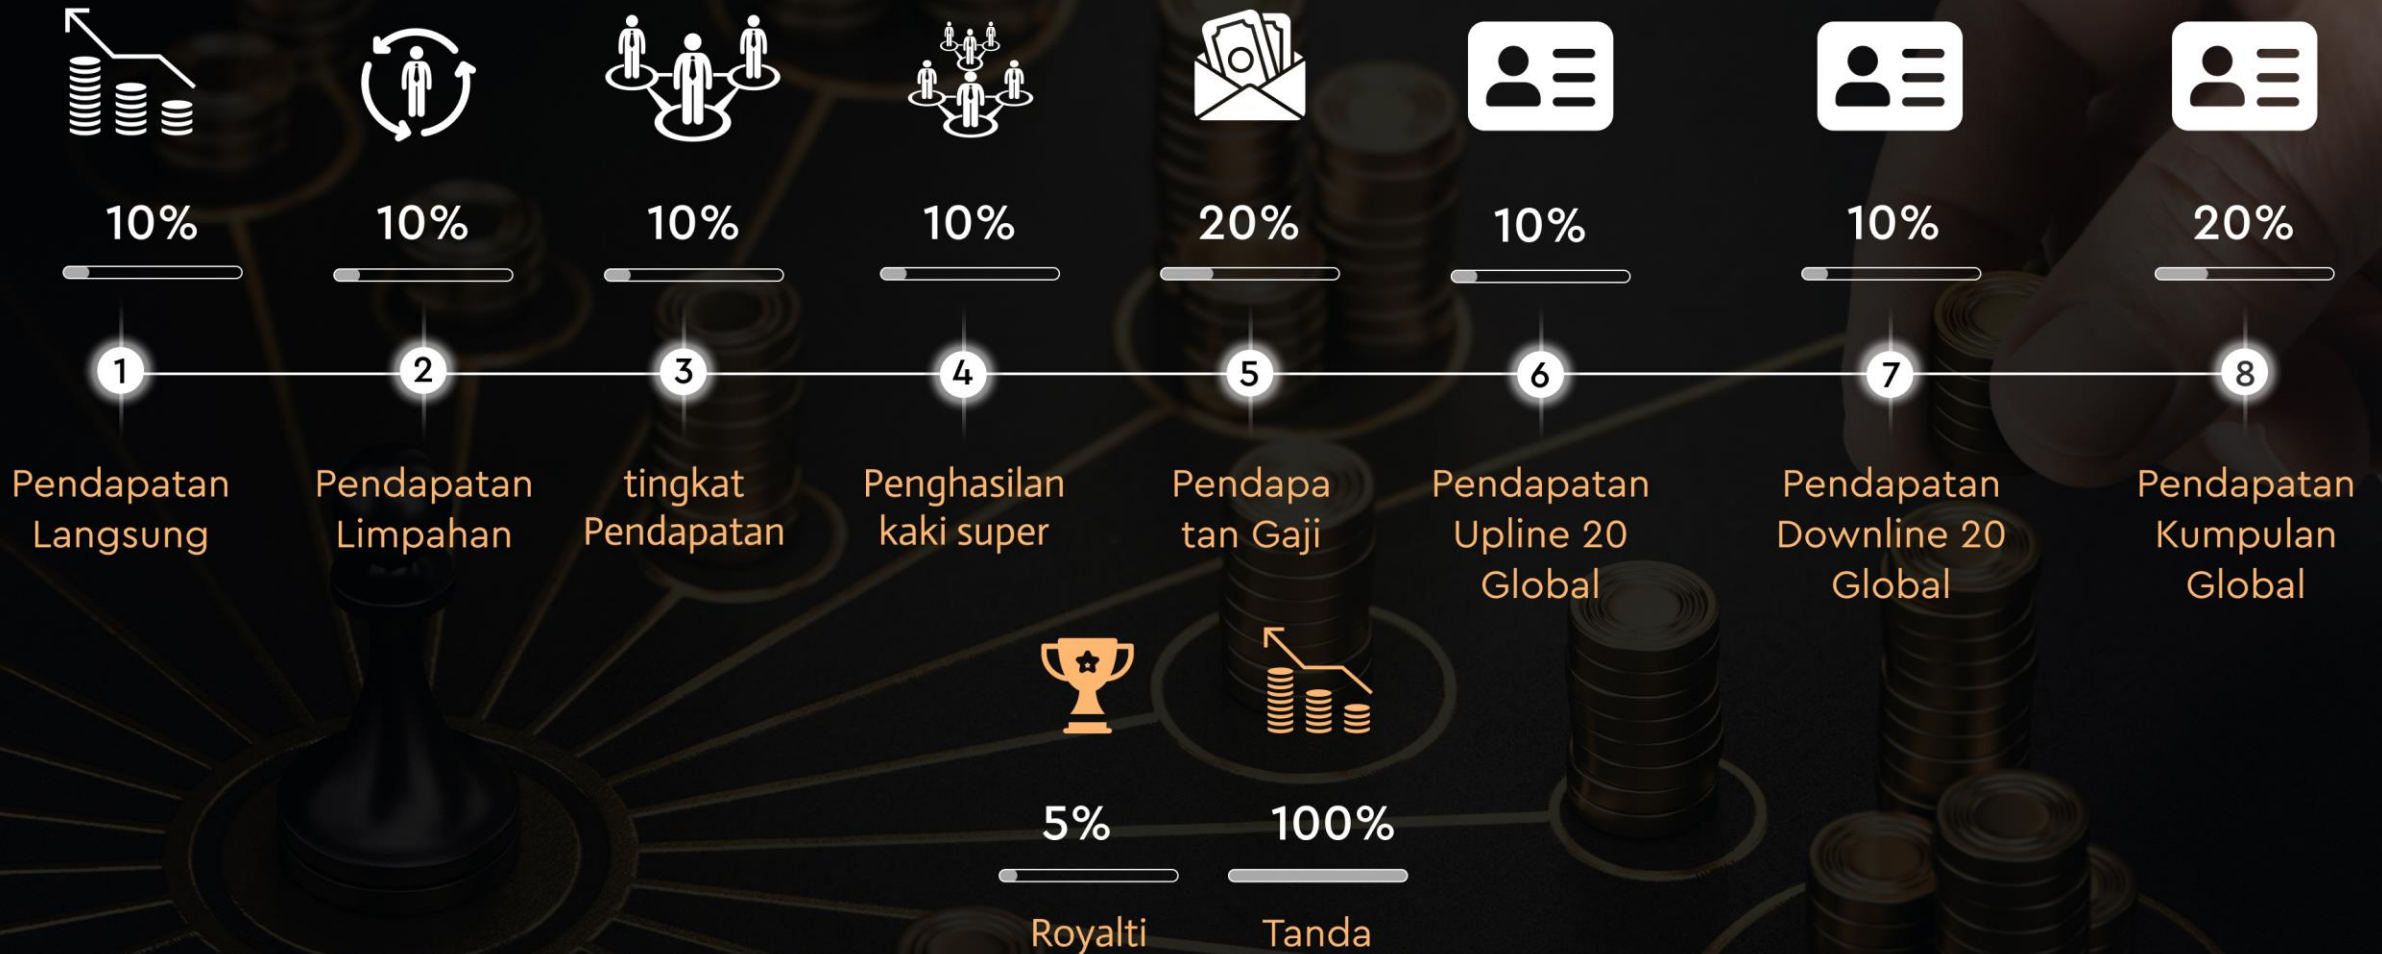 10%
10%
10%
10%
20%
10%
10%
20%
1
2
3
4
5
6
7
8
Pendapatan
Langsung
Pendapatan
Limpahan
tingkat
Pendapatan
Penghasilan
kaki super
Pendapa
tan Gaji
Pendapatan
Upline 20
Global
Pendapatan
Downline 20
Global
Pendapatan
Kumpulan
Global
5%
100%
Royalti
Tanda